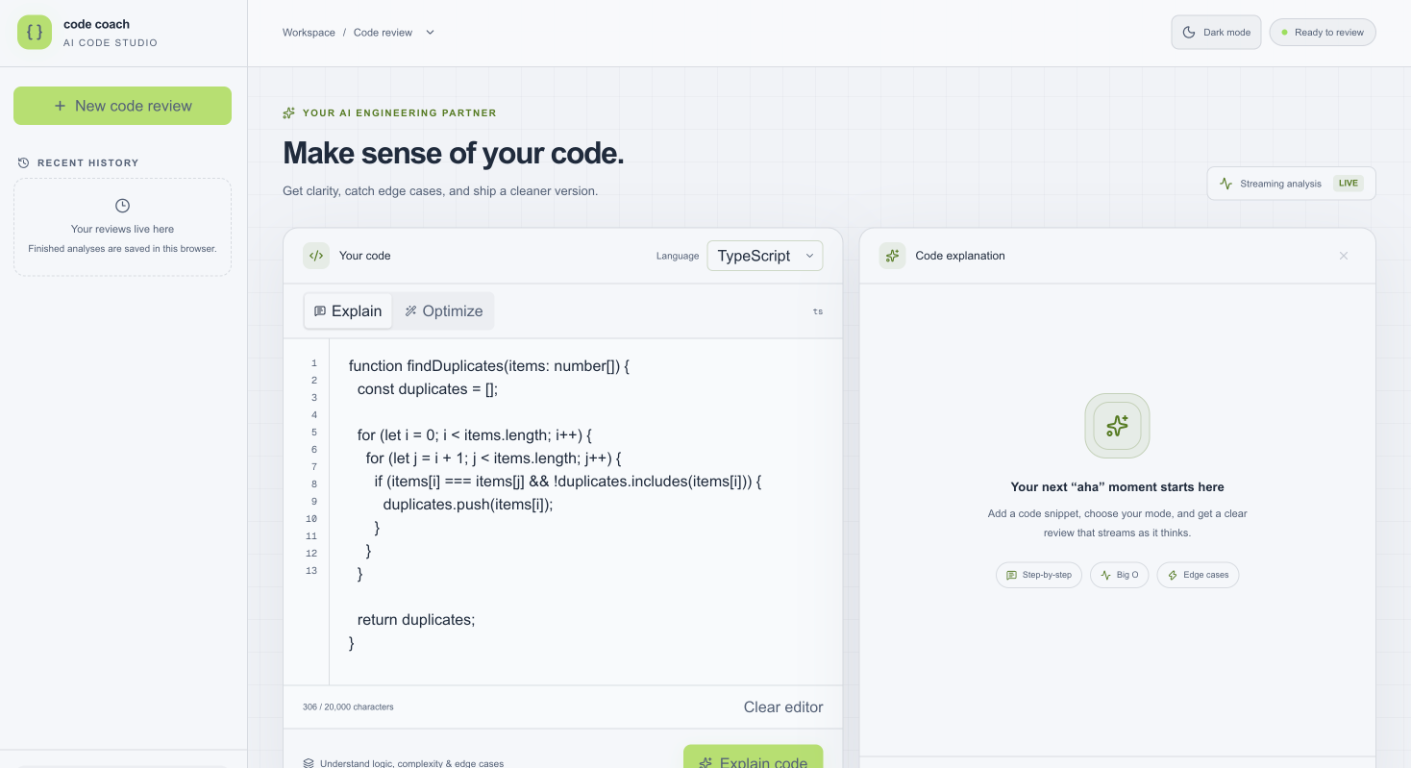 { } code coach
AI CODE STUDIO
+ New code review
RECENT HISTORY
Your reviews live here
Finished analyses are saved in this browser.
Workspace / Code review
Dark mode
Ready to review
YOUR AI ENGINEERING PARTNER
Make sense of your code.
Get clarity, catch edge cases, and ship a cleaner version.
Streaming analysis LIVE
</> Your code
Language TypeScript
Explain Optimize
ts
1
2
3
4
5
6
7
8
9
10
11
12
13
function findDuplicates(items: number[]) {
  const duplicates = [];
  for (let i = 0; i < items.length; i++) {
    for (let j = i + 1; j < items.length; j++) {
      if (items[i] === items[j] && !duplicates.includes(items[i])) {
        duplicates.push(items[i]);
      }
    }
  }
  return duplicates;
}
306 / 20,000 characters
Clear editor
Understand logic, complexity & edge cases
Explain code
Code explanation
Your next “aha” moment starts here
Add a code snippet, choose your mode, and get a clear
review that streams as it thinks.
Step-by-step
Big O
Edge cases